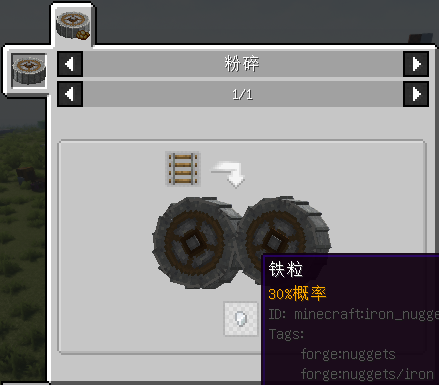 粉碎
1/1
铁粒
30%概率
ID: minecraft:iron_nugge
Tags:
forge:nuggets
forge:nuggets/iron